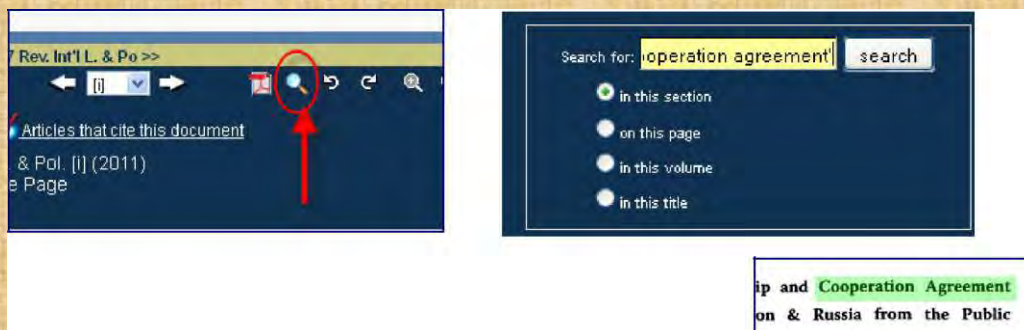 7 Rev. Int'l L. & Po >>
[i]
Articles that cite this document
& Pol. [i] (2011)
e Page
Search for: operation agreement" search
in this section
on this page
in this volume
in this title
ip and Cooperation Agreement
on & Russia from the Public